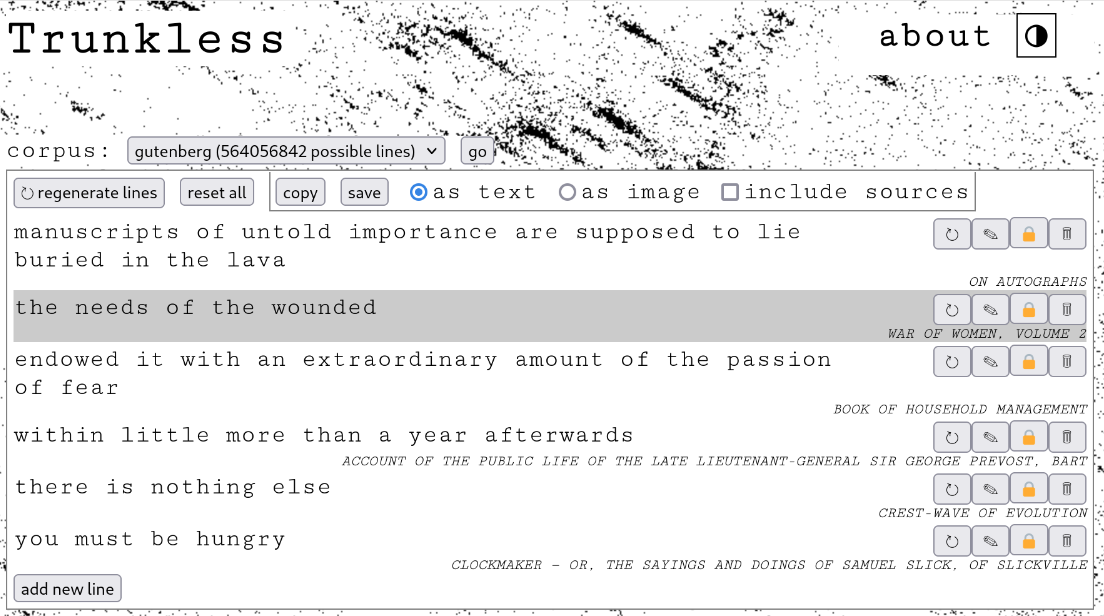 Trunkless
about
corpus: gutenberg (564056842 possible lines) go
regenerate lines reset all copy save as text as image include sources
manuscripts of untold importance are supposed to lie
buried in the lava
ON AUTOGRAPHS
the needs of the wounded
WAR OF WOMEN, VOLUME 2
endowed it with an extraordinary amount of the passion
of fear
BOOK OF HOUSEHOLD MANAGEMENT
within little more than a year afterwards
ACCOUNT OF THE PUBLIC LIFE OF THE LATE LIEUTENANT-GENERAL SIR GEORGE PREVOST, BART
there is nothing else
CREST-WAVE OF EVOLUTION
you must be hungry
CLOCKMAKER — OR, THE SAYINGS AND DOINGS OF SAMUEL SLICK, OF SLICKVILLE
add new line